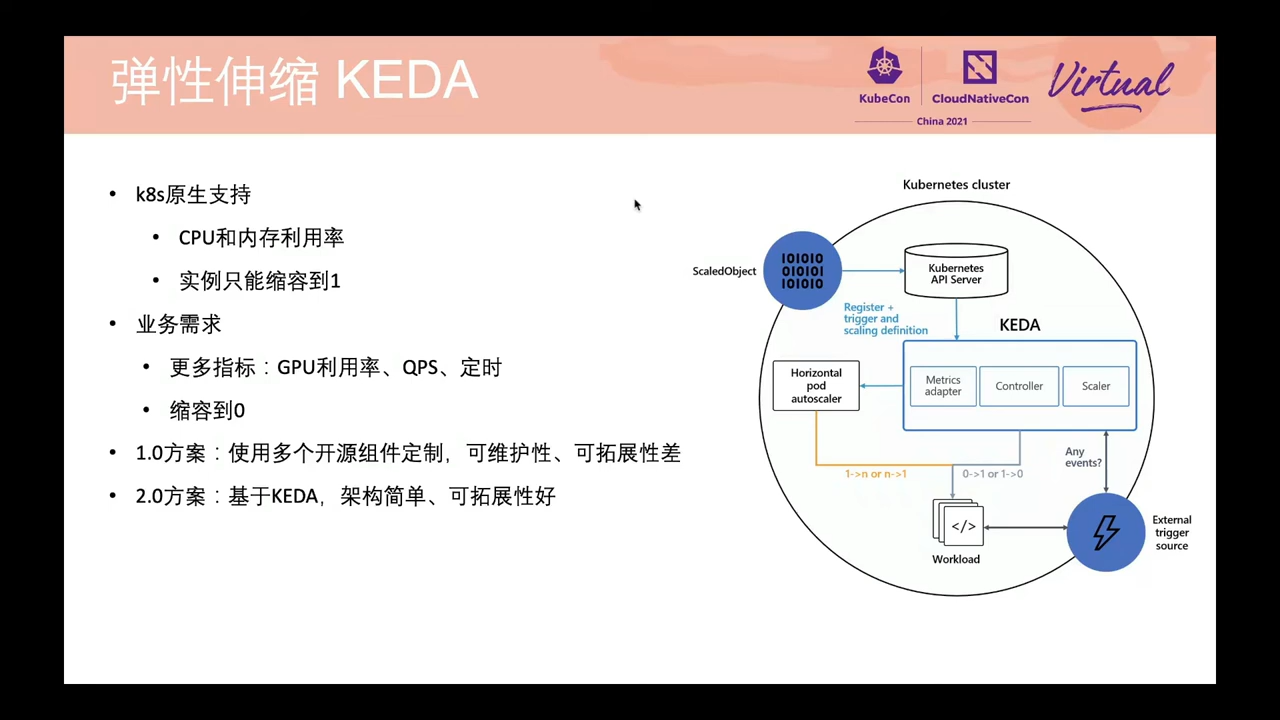 弹性伸缩 KEDA
KubeCon
CloudNativeCon
Virtual
China 2021
• k8s原生支持
• CPU和内存利用率
• 实例只能缩容到1
• 业务需求
• 更多指标：GPU利用率、QPS、定时
• 缩容到0
• 1.0方案：使用多个开源组件定制，可维护性、可拓展性差
• 2.0方案：基于KEDA，架构简单、可拓展性好
Kubernetes cluster
ScaledObject
101010
010101
101010
Kubernetes
API Server
Register +
trigger and
scaling definition
KEDA
Horizontal
pod
autoscaler
Metrics
adapter
Controller
Scaler
Any
events?
1->n or n->1
0->1 or 1->0
</>
Workload
External
trigger
source